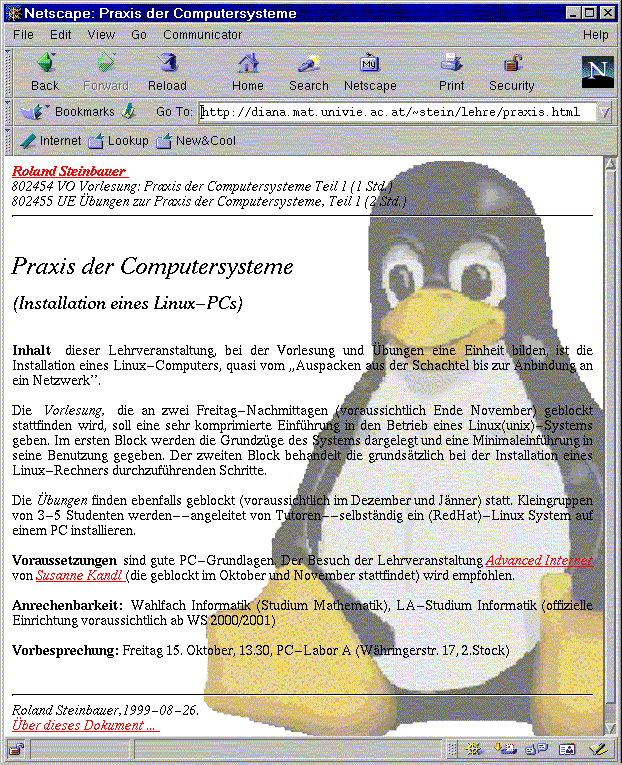 Netscape: Praxis der Computersysteme
File Edit View Go Communicator Help
Back Forward Reload Home Search Netscape Print Security
My
N
Bookmarks Go To: http://diana.mat.univie.ac.at/~stein/lehre/praxis.html
Internet Lookup New&Cool
Roland Steinbauer
802454 VO Vorlesung: Praxis der Computersysteme Teil 1 (1 Std.)
802455 UE Übungen zur Praxis der Computersysteme, Teil 1 (2 Std.)
Praxis der Computersysteme
(Installation eines Linux−PCs)
Inhalt dieser Lehrveranstaltung, bei der Vorlesung und Übungen eine Einheit bilden, ist die
Installation eines Linux−Computers, quasi vom ,,Auspacken aus der Schachtel bis zur Anbindung an
ein Netzwerk’’.
Die Vorlesung, die an zwei Freitag−Nachmittagen (voraussichtlich Ende November) geblockt
stattfinden wird, soll eine sehr komprimierte Einführung in den Betrieb eines Linux(unix)−Systems
geben. Im ersten Block werden die Grundzüge des Systems dargelegt und eine Minimaleinführung in
seine Benutzung gegeben. Der zweiten Block behandelt die grundsätzlich bei der Installation eines
Linux−Rechners durchzuführenden Schritte.
Die Übungen finden ebenfalls geblockt (voraussichtlich im Dezember und Jänner) statt. Kleingruppen
von 3−5 Studenten werden−−angeleitet von Tutoren−−selbständig ein (RedHat)−Linux System auf
einem PC installieren.
Voraussetzungen sind gute PC−Grundlagen. Der Besuch der Lehrveranstaltung Advanced Internet
von Susanne Kandl (die geblockt im Oktober und November stattfindet) wird empfohlen.
Anrechenbarkeit: Wahlfach Informatik (Studium Mathematik), LA−Studium Informatik (offizielle
Einrichtung voraussichtlich ab WS 2000/2001)
Vorbesprechung: Freitag 15. Oktober, 13.30, PC−Labor A (Währingerstr. 17, 2.Stock)
Roland Steinbauer,1999−08−26.
Über dieses Dokument ...